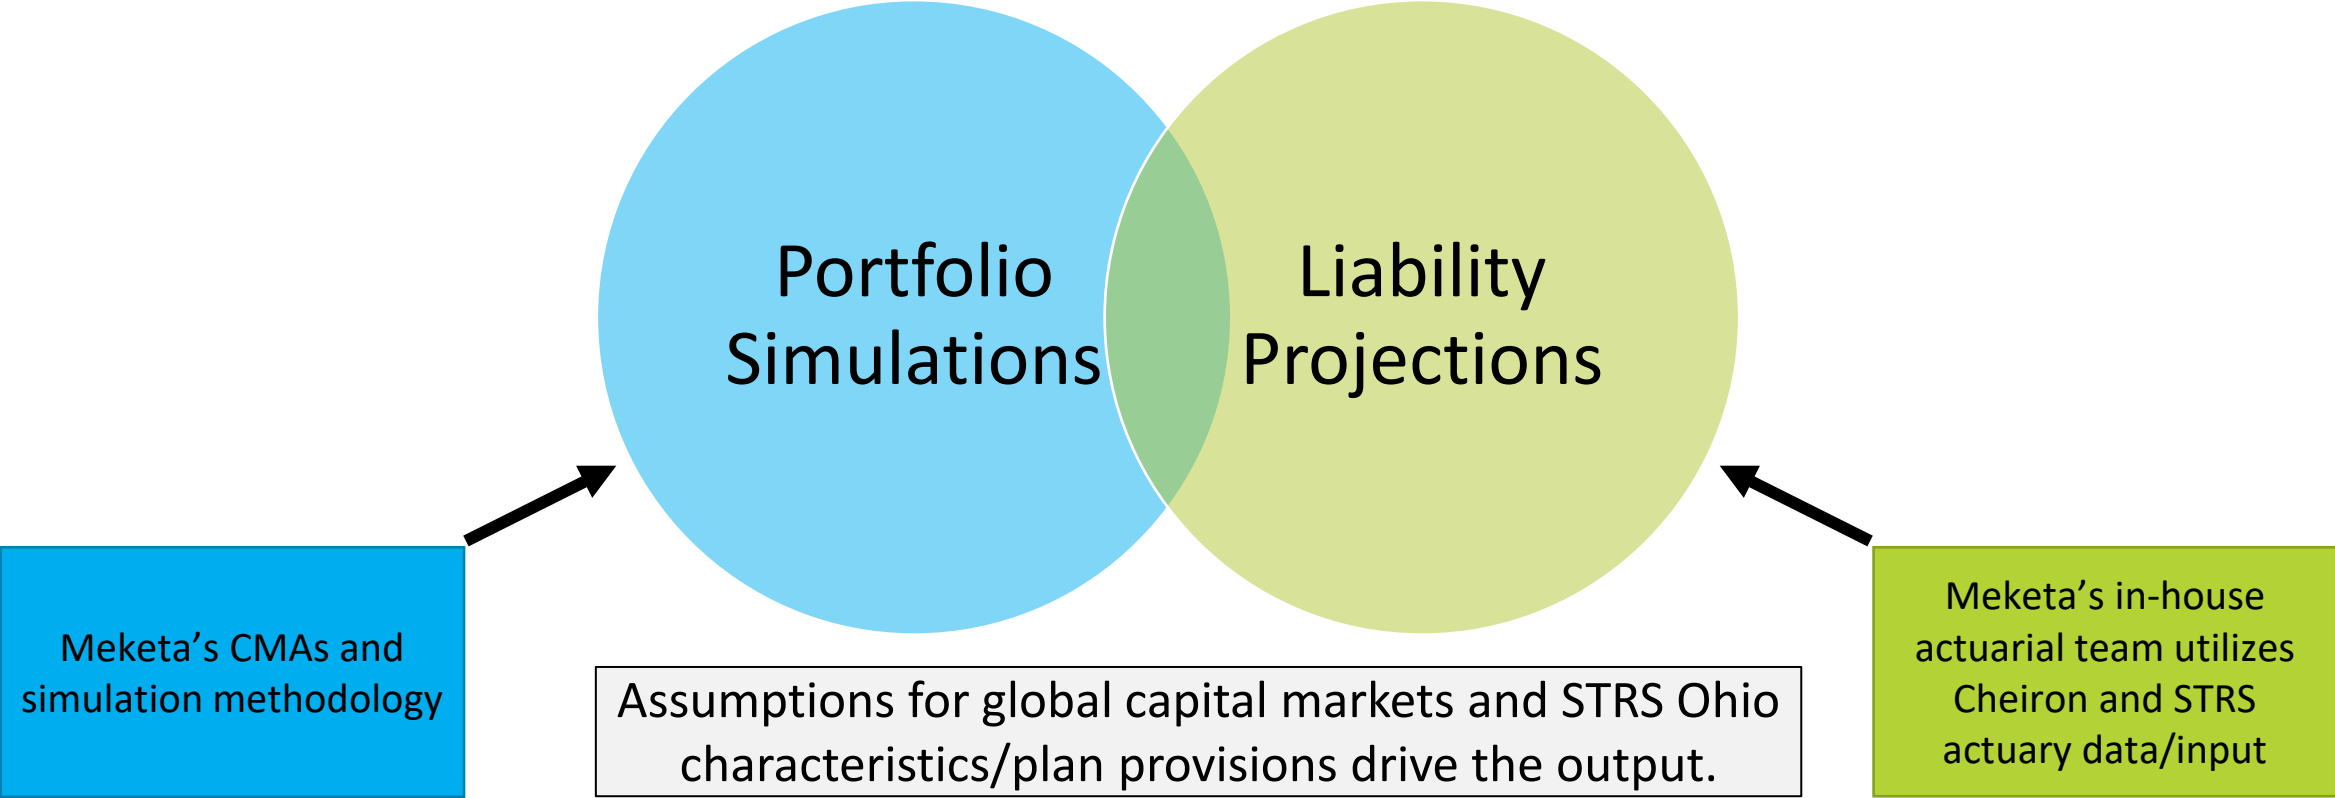 Portfolio
Simulations
Liability
Projections
Meketa’s CMAs and
simulation methodology
Assumptions for global capital markets and STRS Ohio
characteristics/plan provisions drive the output.
Meketa’s in-house
actuarial team utilizes
Cheiron and STRS
actuary data/input